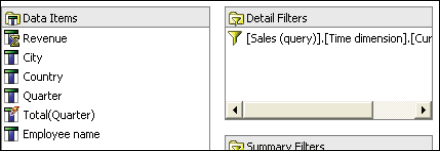 Data Items
Revenue
City
Country
Quarter
Total(Quarter)
Employee name
Detail Filters
[Sales (query)].[Time dimension].[Cur
Summary Filters